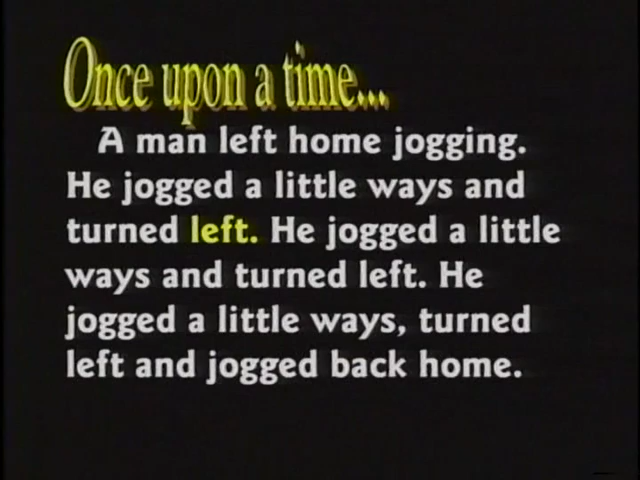 Once upon a time...
A man left home jogging.
He jogged a little ways and
turned left. He jogged a little
ways and turned left. He
jogged a little ways, turned
left and jogged back home.